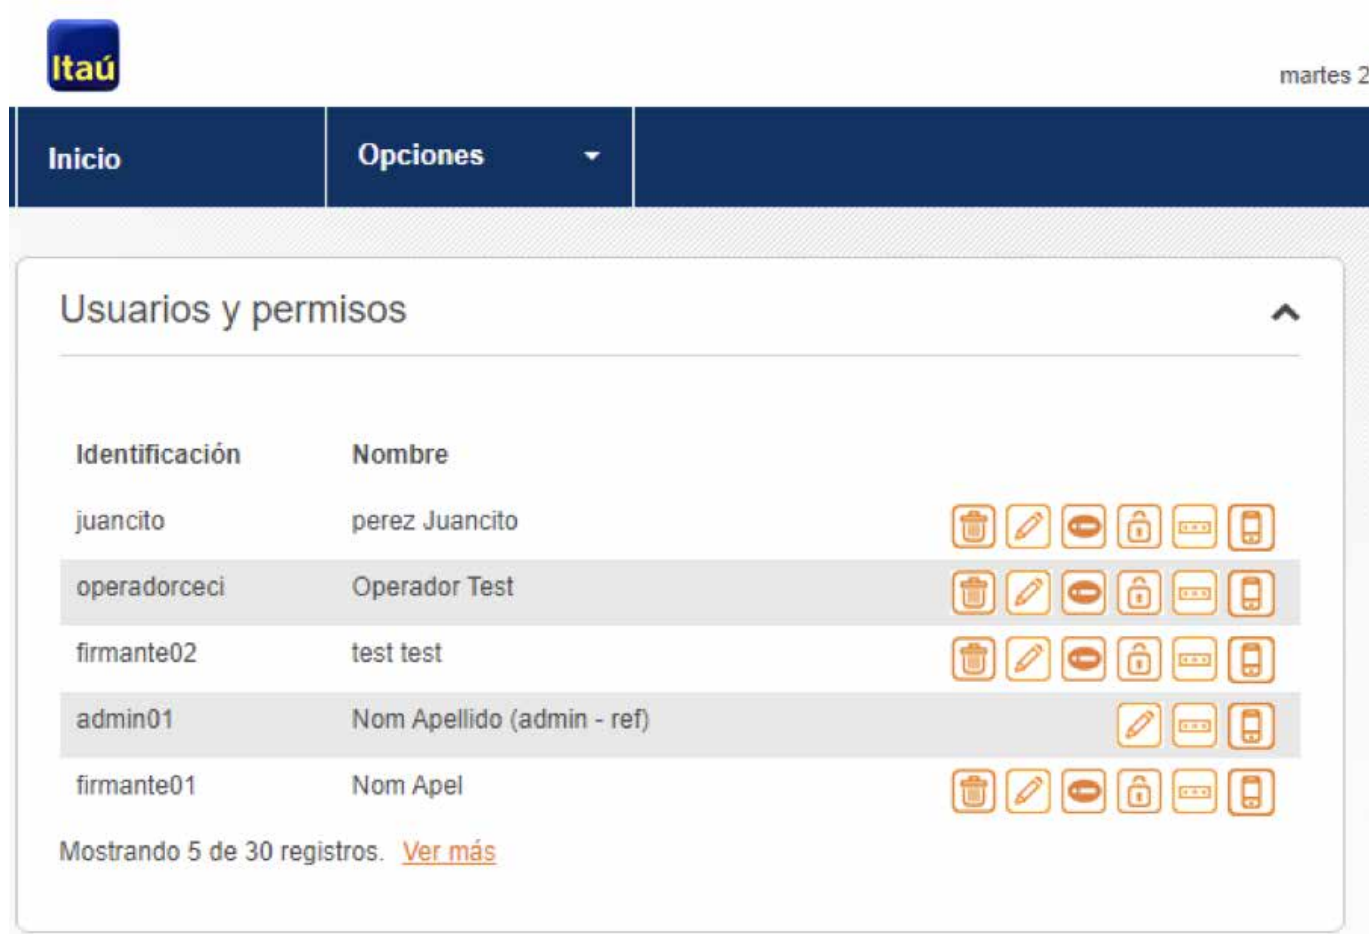 Itaú
martes 2
Inicio Opciones
Usuarios y permisos
Identificación Nombre
juancito perez Juancito
operadorceci Operador Test
firmante02 test test
admin01 Nom Apellido (admin - ref)
firmante01 Nom Apel
Mostrando 5 de 30 registros. Ver más